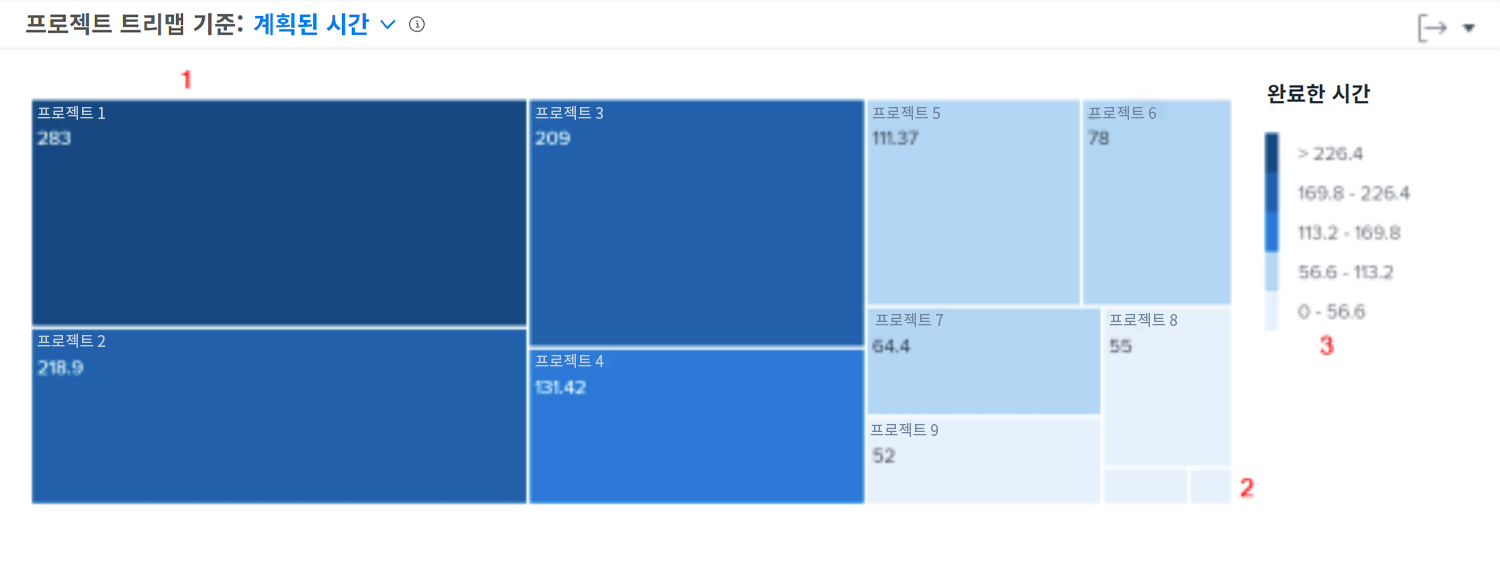 프로젝트 트리맵 기준: 계획된 시간
1
프로젝트 1
283
프로젝트 2
218.9
프로젝트 3
209
프로젝트 4
131.42
프로젝트 5
111.37
프로젝트 6
78
프로젝트 7
64.4
프로젝트 8
55
프로젝트 9
52
2
완료한 시간
> 226.4
169.8 - 226.4
113.2 - 169.8
56.6 - 113.2
0 - 56.6
3